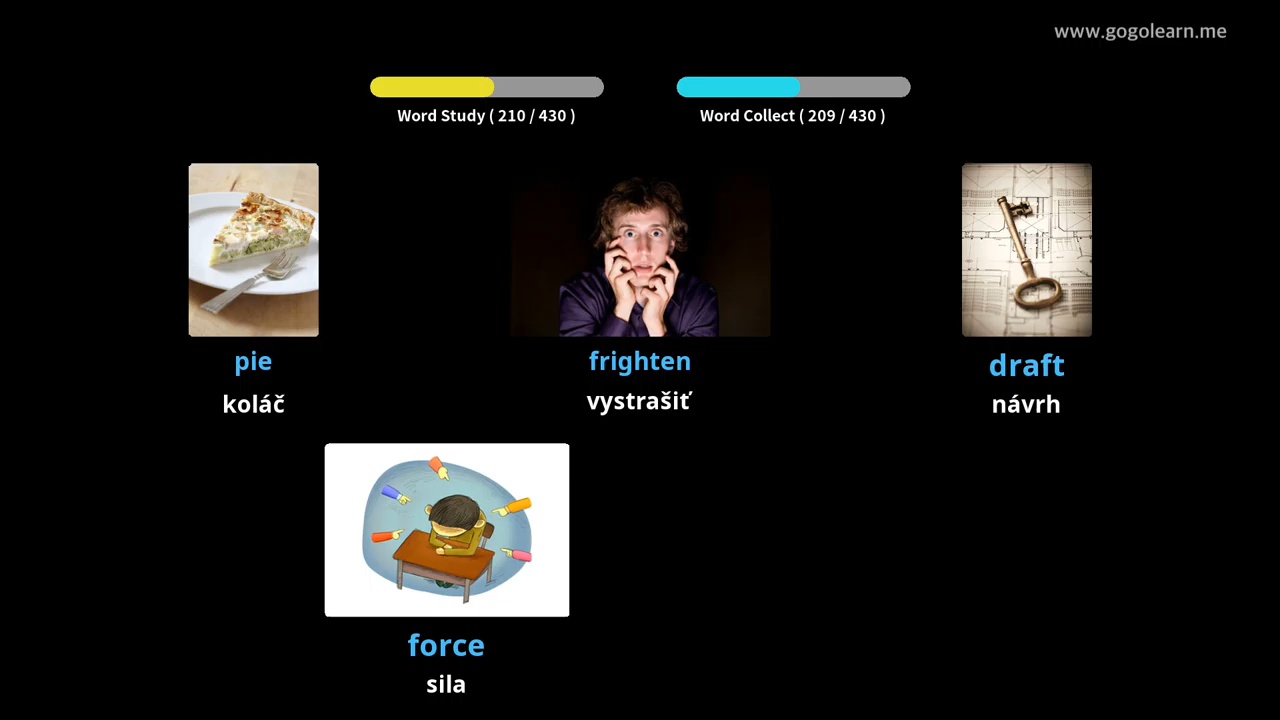 www.gogolearn.me
Word Study ( 210 / 430 )
Word Collect ( 209 / 430 )
pie
frighten
draft
koláč
vystrašiť
návrh
force
sila